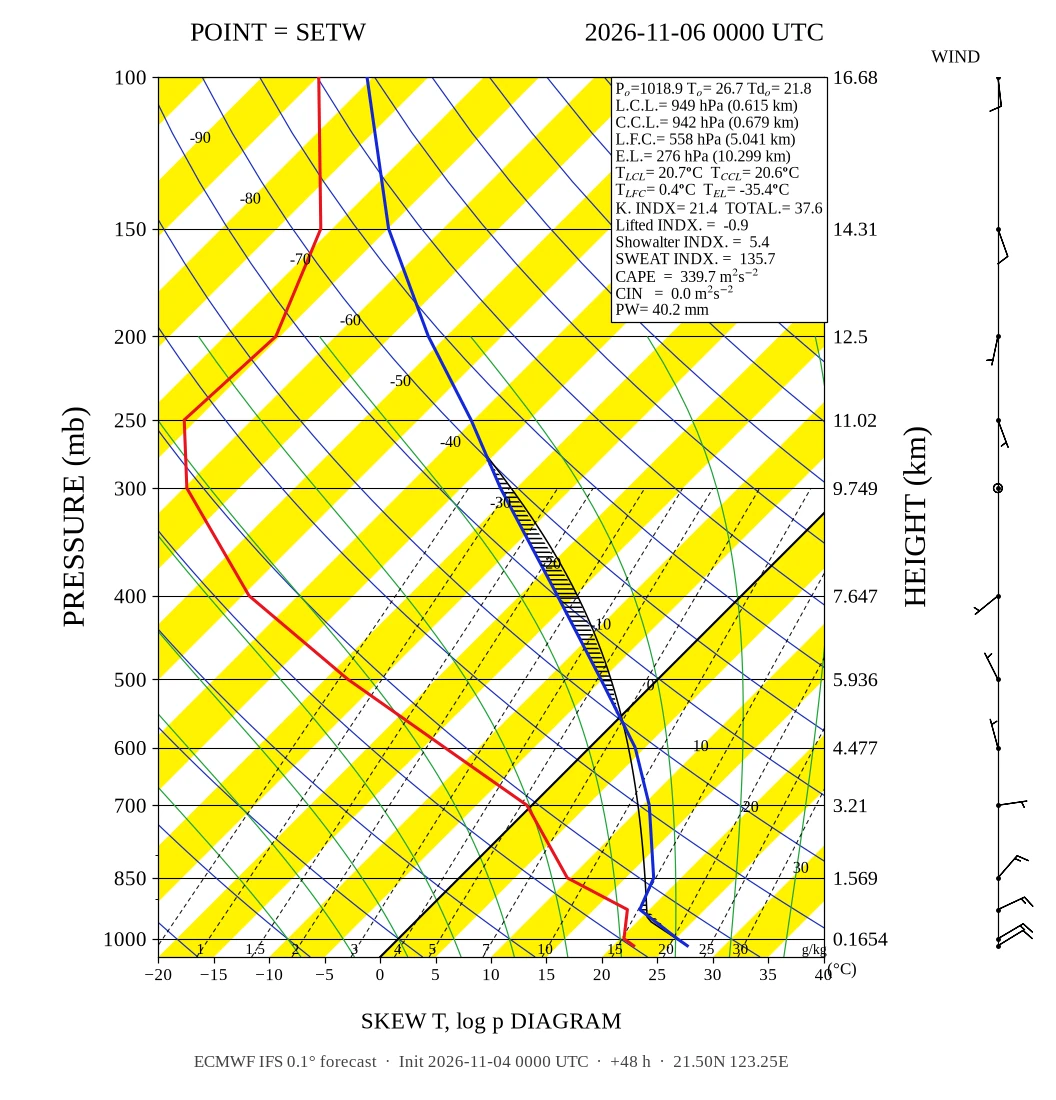 POINT = SETW 2026-11-06 0000 UTC
WIND
P₀=1018.9 T₀= 26.7 Td₀= 21.8
L.C.L.= 949 hPa (0.615 km)
C.C.L.= 942 hPa (0.679 km)
L.F.C.= 558 hPa (5.041 km)
E.L.= 276 hPa (10.299 km)
T_LCL= 20.7°C T_CCL= 20.6°C
T_LFC= 0.4°C T_EL= -35.4°C
K. INDX= 21.4 TOTAL.= 37.6
Lifted INDX. = -0.9
Showalter INDX. = 5.4
SWEAT INDX. = 135.7
CAPE = 339.7 m²s⁻²
CIN = 0.0 m²s⁻²
PW= 40.2 mm
100 16.68
-90
-80
150 14.31
-70
-60
200 12.5
-50
250 11.02
-40
300 9.749
-30
-20
400 7.647
-10
500 5.936
0
600 4.477
10
700 3.21
20
850 1.569
30
1000 0.1654
PRESSURE (mb)
HEIGHT (km)
1 1.5 2 3 4 5 7 10 15 20 25 30 g/kg
−20 −15 −10 −5 0 5 10 15 20 25 30 35 40 (°C)
SKEW T, log p DIAGRAM
ECMWF IFS 0.1° forecast · Init 2026-11-04 0000 UTC · +48 h · 21.50N 123.25E